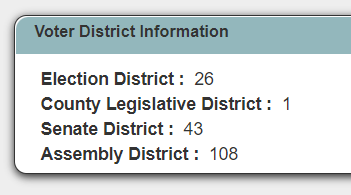 Voter District Information
Election District : 26
County Legislative District : 1
Senate District : 43
Assembly District : 108